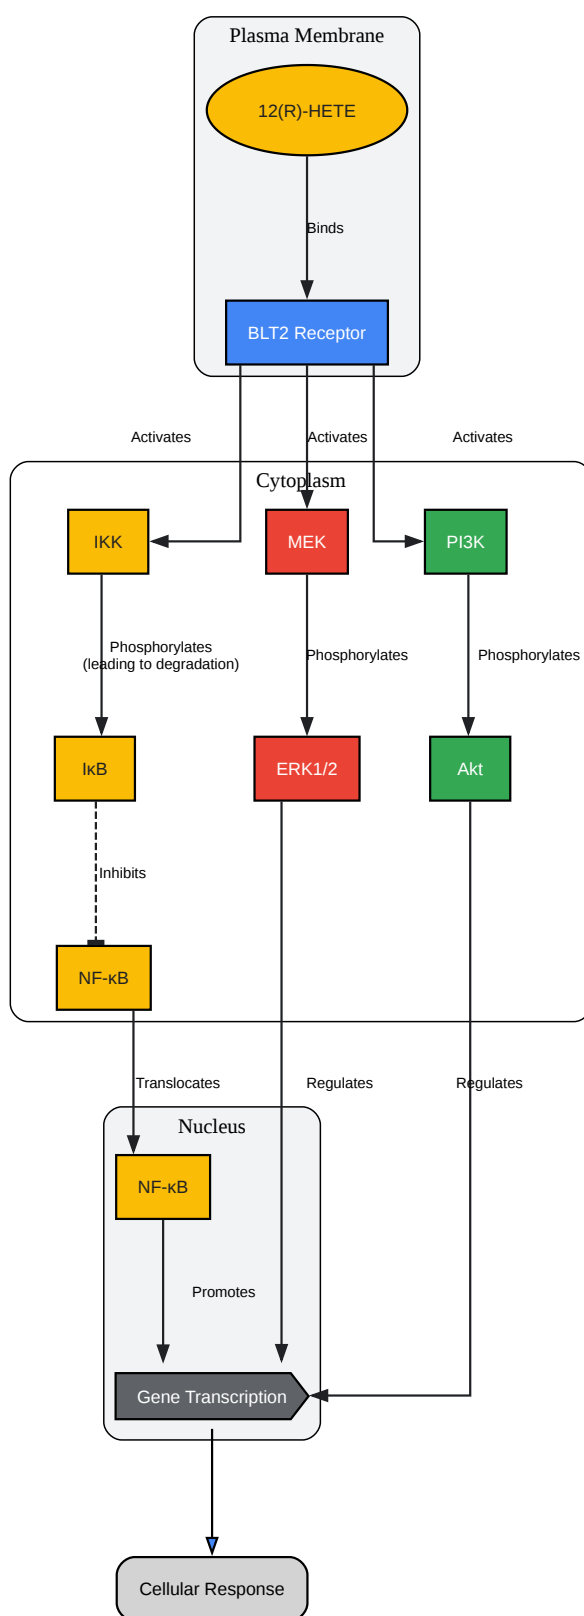 Plasma Membrane
12(R)-HETE
Binds
BLT2 Receptor
Activates
Activates
Activates
Cytoplasm
IKK
MEK
PI3K
Phosphorylates
(leading to degradation)
Phosphorylates
Phosphorylates
IκB
ERK1/2
Akt
Inhibits
NF-κB
Translocates
Regulates
Regulates
Nucleus
NF-κB
Promotes
Gene Transcription
Cellular Response